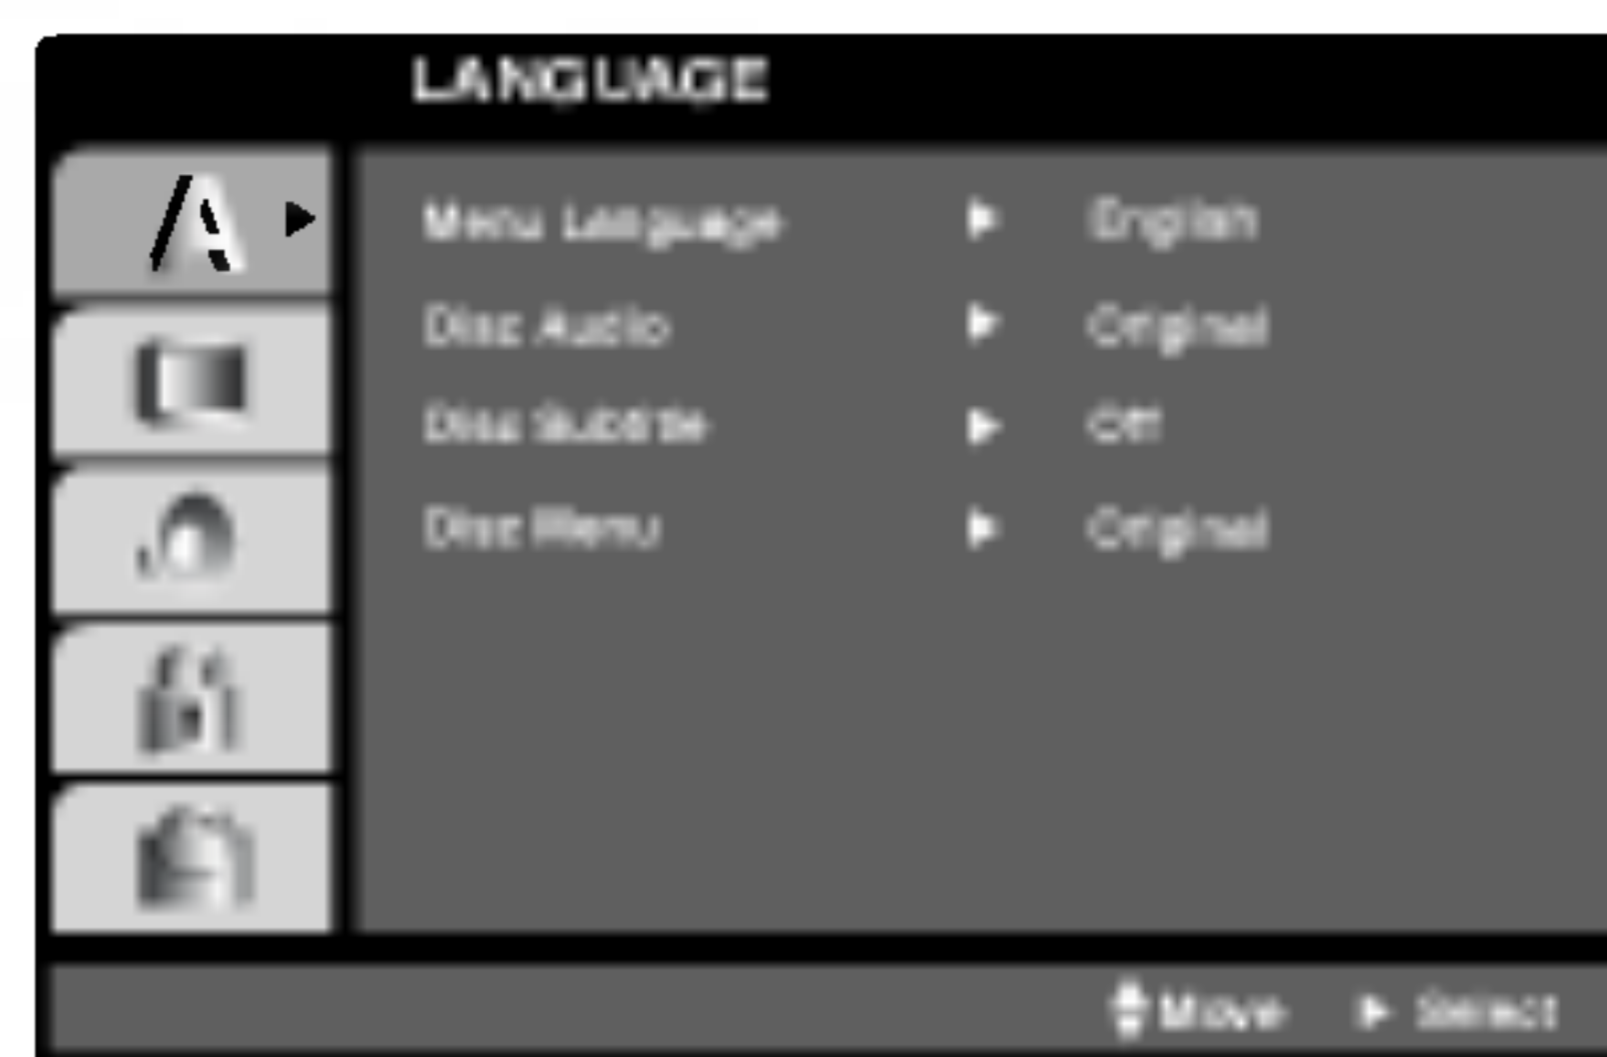 LANGUAGE
Menu Language ► English
Disc Audio ► Original
Disc Subtitle ► Off
Disc Menu ► Original
Move ► Select